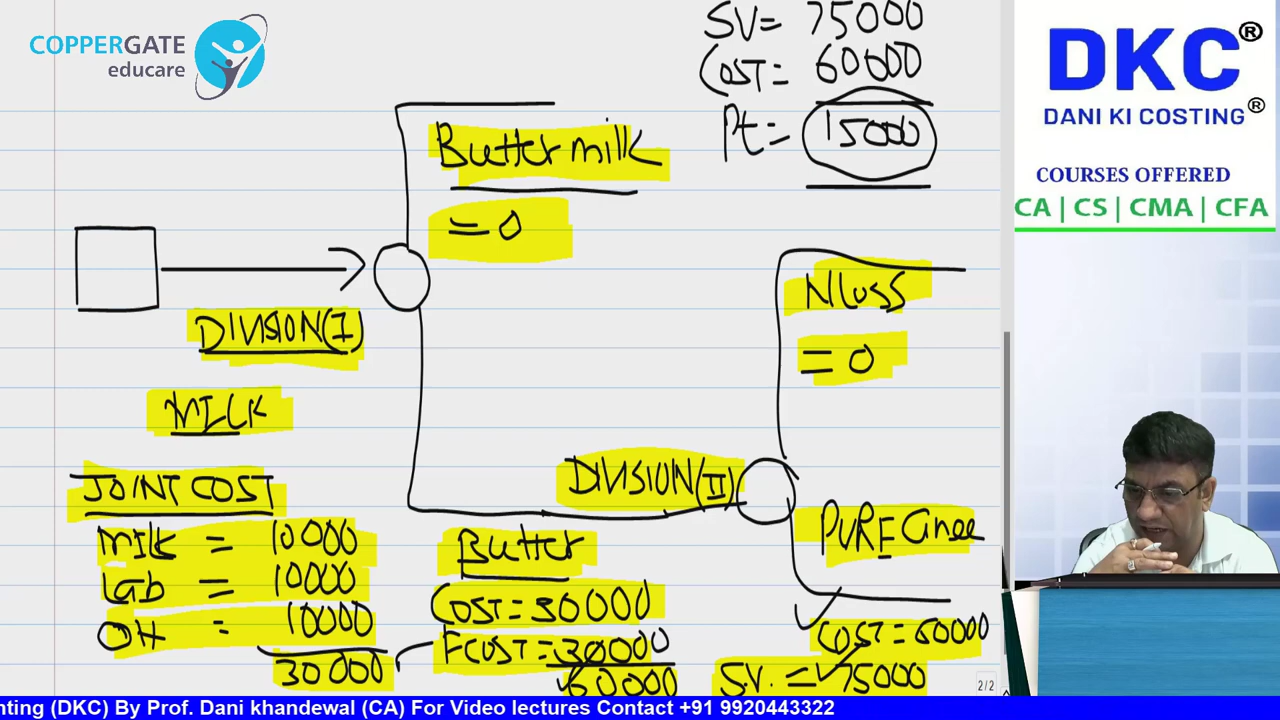 COPPERGATE
educare
SV= 75000
COST= 60000
Pt= 15000
Butter milk
= 0
DIVISION(I)
MILK
JOINT COST
Milk = 10000
Lab = 10000
OH = 10000
30000
Butter
COST=30000
FCOST=30000
60000
DIVISION(II)
N Loss
= 0
PURE Ghee
COST=60000
S.V. = 75000
2/2
DKC®
DANI KI COSTING®
COURSES OFFERED
CA | CS | CMA | CFA
nting (DKC) By Prof. Dani khandewal (CA) For Video lectures Contact +91 9920443322